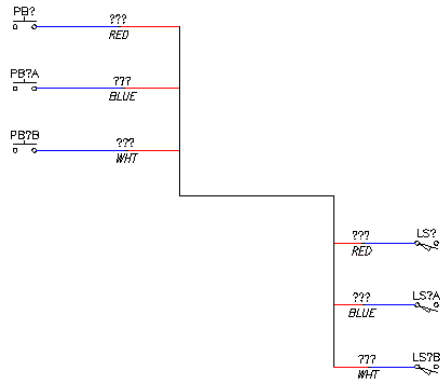 PB?
???
RED
PB?A
???
BLUE
PB?B
???
WHT
??? LS?
RED
??? LS?A
BLUE
??? LS?B
WHT